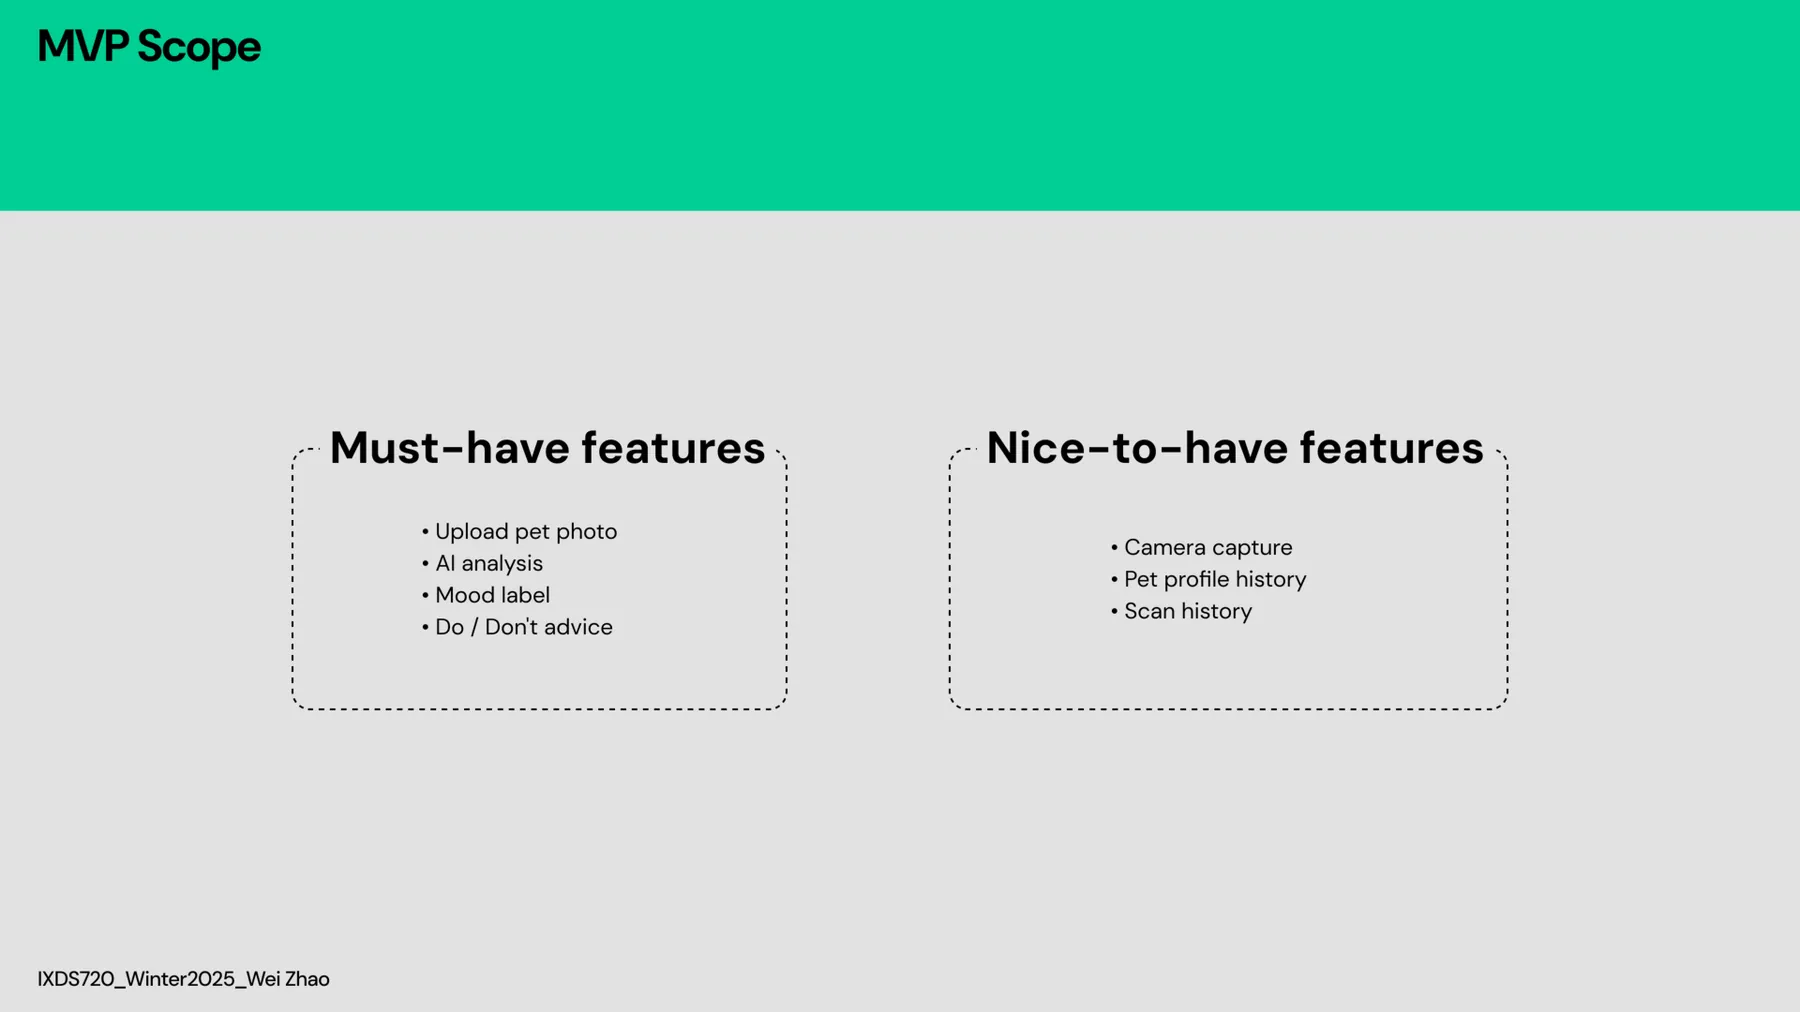 MVP Scope
Must-have features
• Upload pet photo
• AI analysis
• Mood label
• Do / Don't advice
Nice-to-have features
• Camera capture
• Pet profile history
• Scan history
IXDS720_Winter2025_Wei Zhao